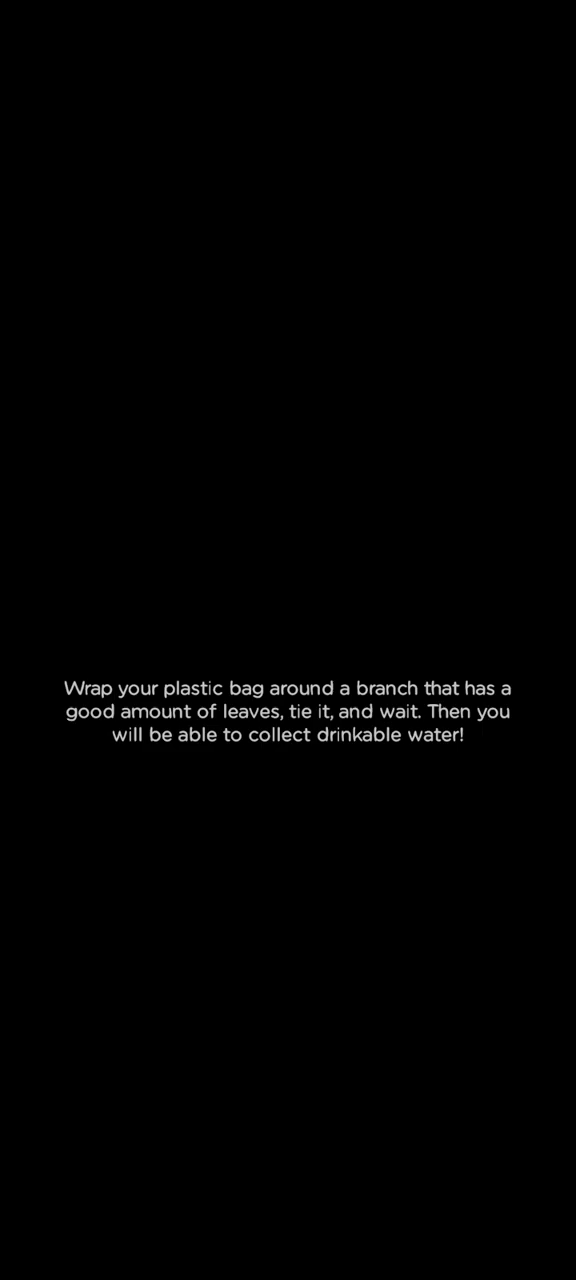 Wrap your plastic bag around a branch that has a
good amount of leaves, tie it, and wait. Then you
will be able to collect drinkable water!